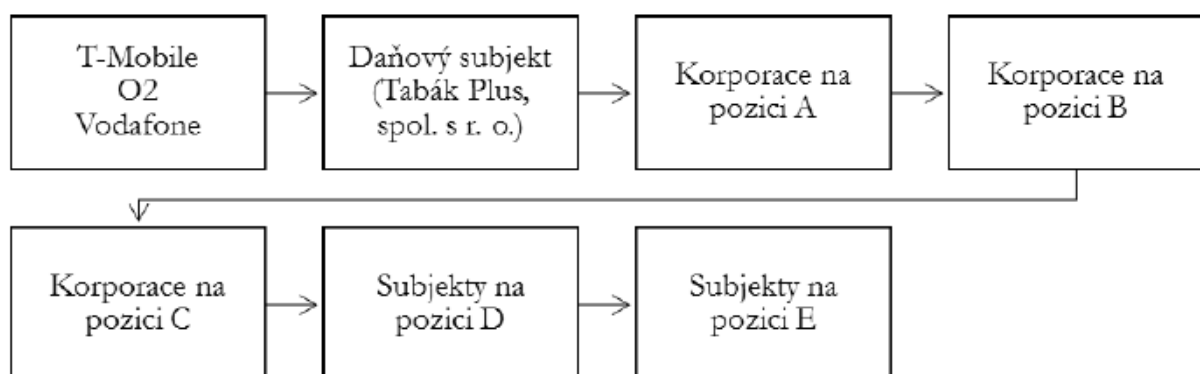 T-Mobile
O2
Vodafone
Daňový subjekt
(Tabák Plus,
spol. s r. o.)
Korporace na
pozici A
Korporace na
pozici B
Korporace na
pozici C
Subjekty na
pozici D
Subjekty na
pozici E